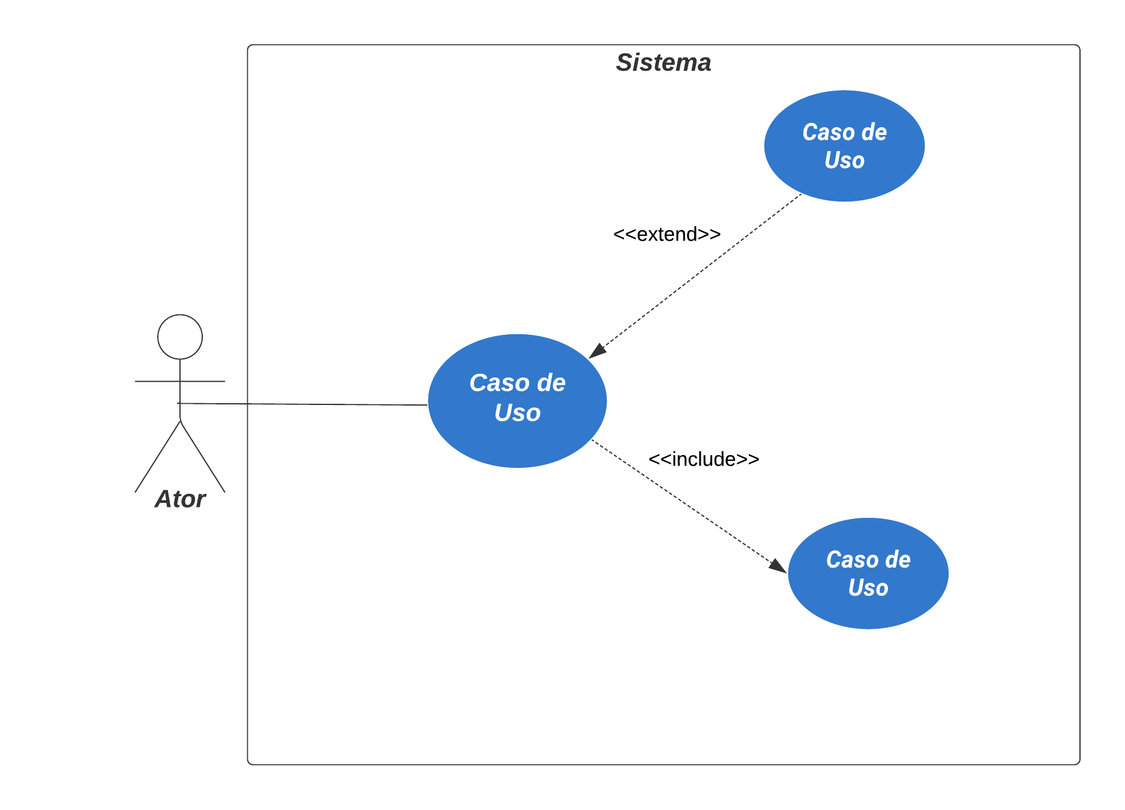 Sistema
Caso de
Uso
<<extend>>
Caso de
Uso
<<include>>
Ator
Caso de
Uso